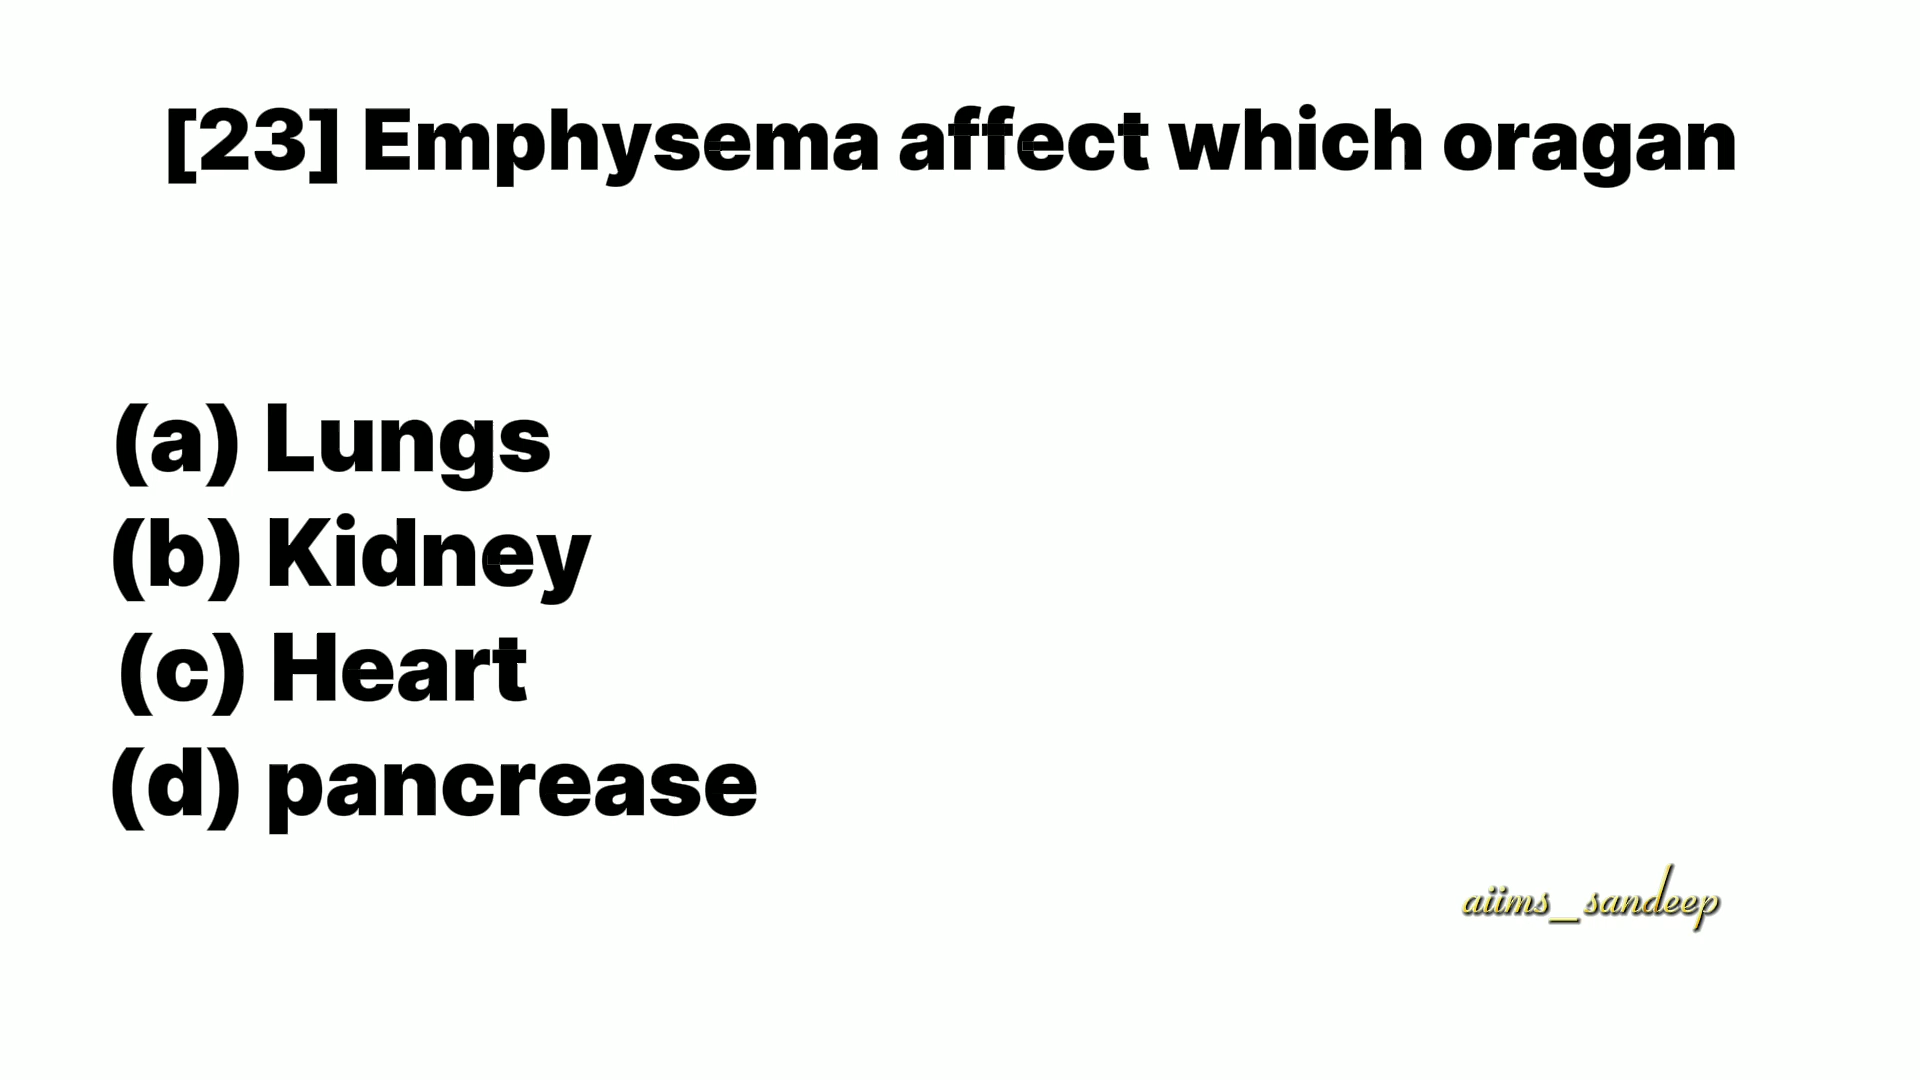 [23] Emphysema affect which oragan
(a) Lungs
(b) Kidney
(c) Heart
(d) pancrease
aiims_sandeep